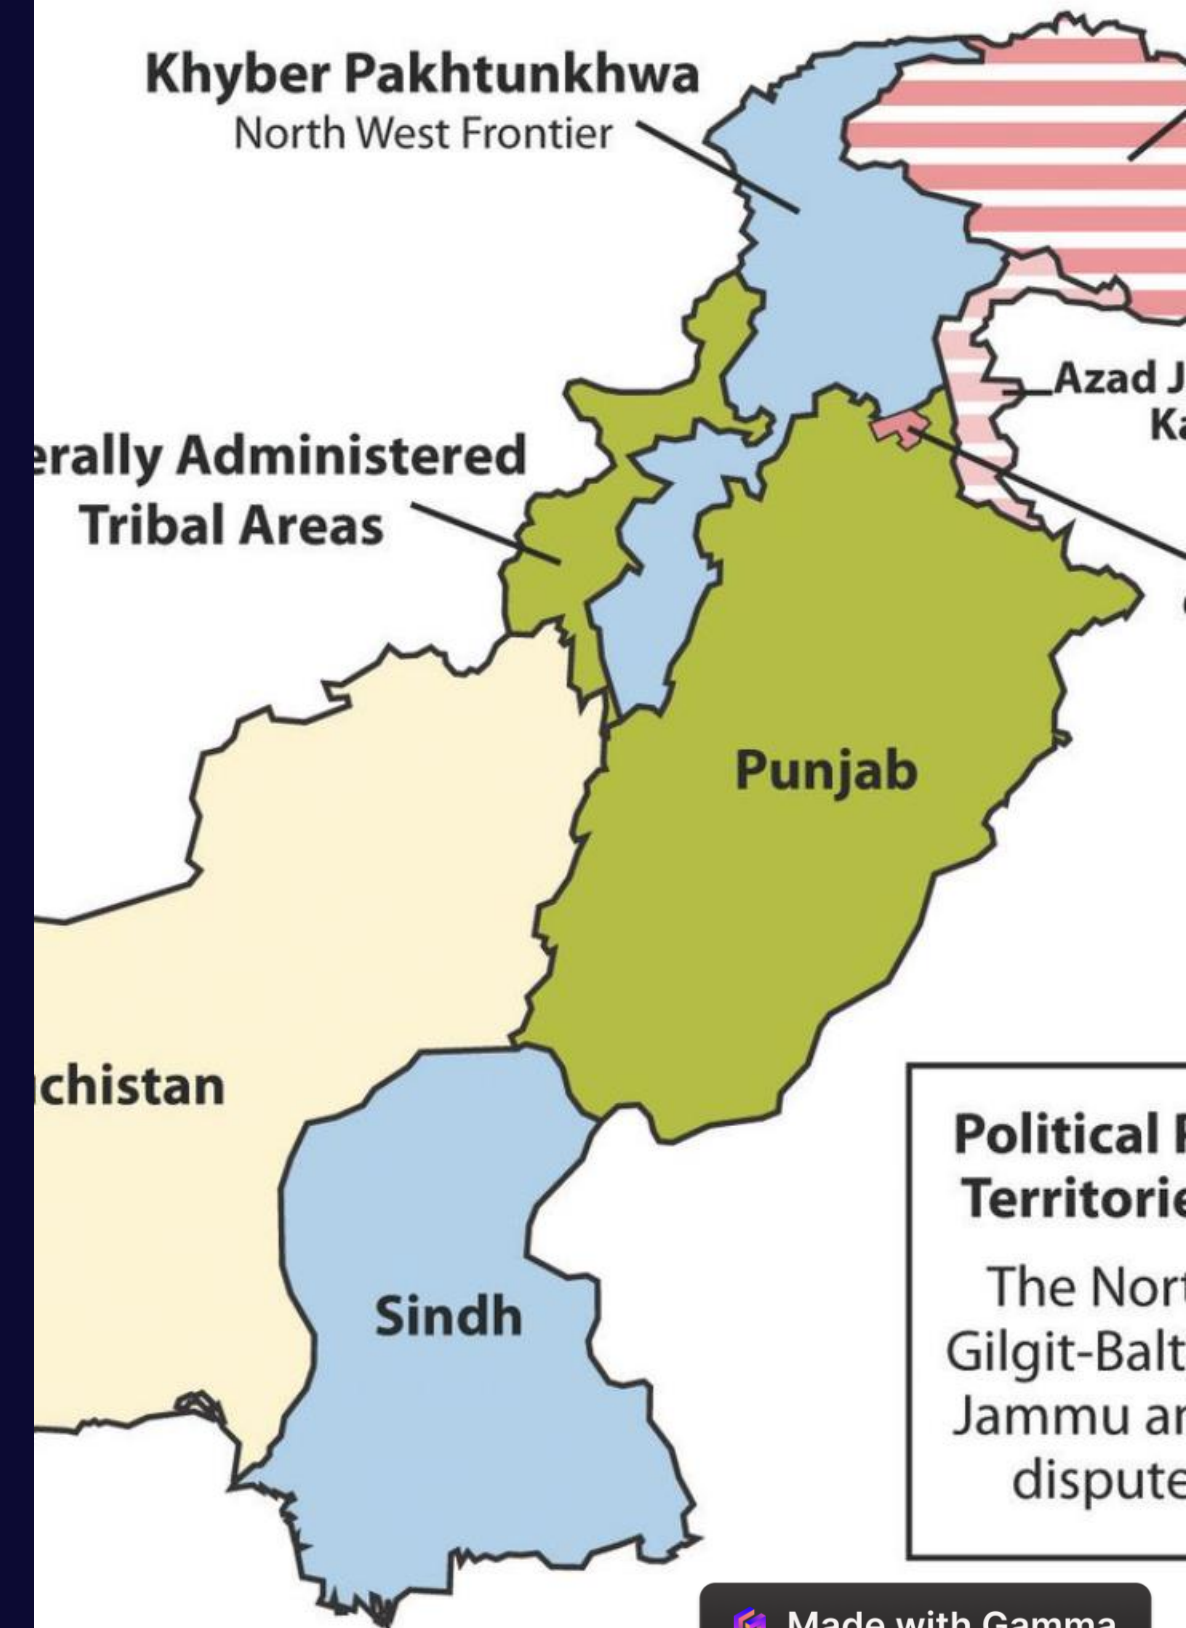 Khyber Pakhtunkhwa
North West Frontier
Azad J
Ka
erally Administered
Tribal Areas
Punjab
chistan
Political
Territorie
Sindh
The Nort
Gilgit-Balt
Jammu an
dispute
Made with Gamma